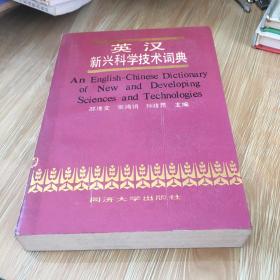 英汉
新兴科学技术词典
An English-Chinese Dictionary
of New and Developing
Sciences and Technologies
主编
同济大学出版社